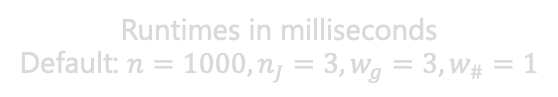 Runtimes in milliseconds
Default: 𝑛 = 1000, 𝑛_𝐽 = 3, 𝑤_𝑔 = 3, 𝑤_# = 1